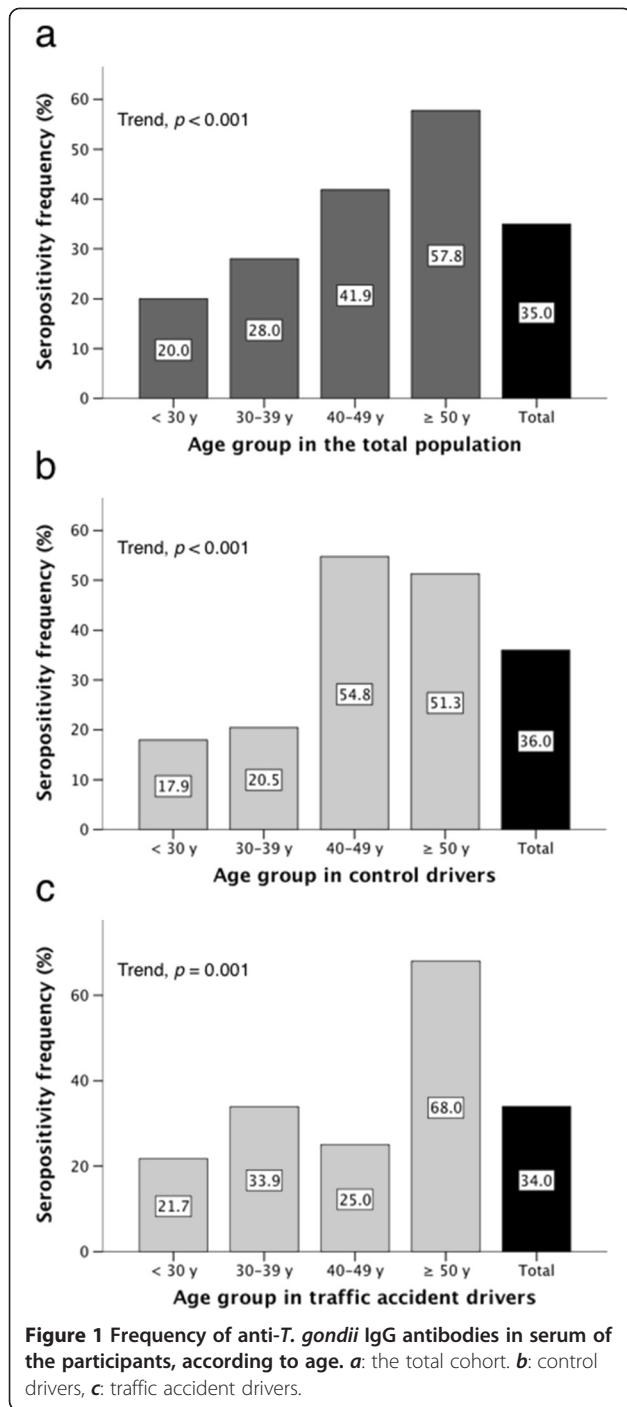 a
Seropositivity frequency (%)
60
50
40
30
20
10
0
Trend, p < 0.001
20.0
28.0
41.9
57.8
35.0
< 30 y 30–39 y 40–49 y ≥ 50 y Total
Age group in the total population
b
Seropositivity frequency (%)
60
50
40
30
20
10
0
Trend, p < 0.001
17.9
20.5
54.8
51.3
36.0
< 30 y 30–39 y 40–49 y ≥ 50 y Total
Age group in control drivers
c
Seropositivity frequency (%)
60
40
20
0
Trend, p = 0.001
21.7
33.9
25.0
68.0
34.0
< 30 y 30–39 y 40–49 y ≥ 50 y Total
Age group in traffic accident drivers
Figure 1 Frequency of anti-T. gondii IgG antibodies in serum of
the participants, according to age. a: the total cohort. b: control
drivers, c: traffic accident drivers.